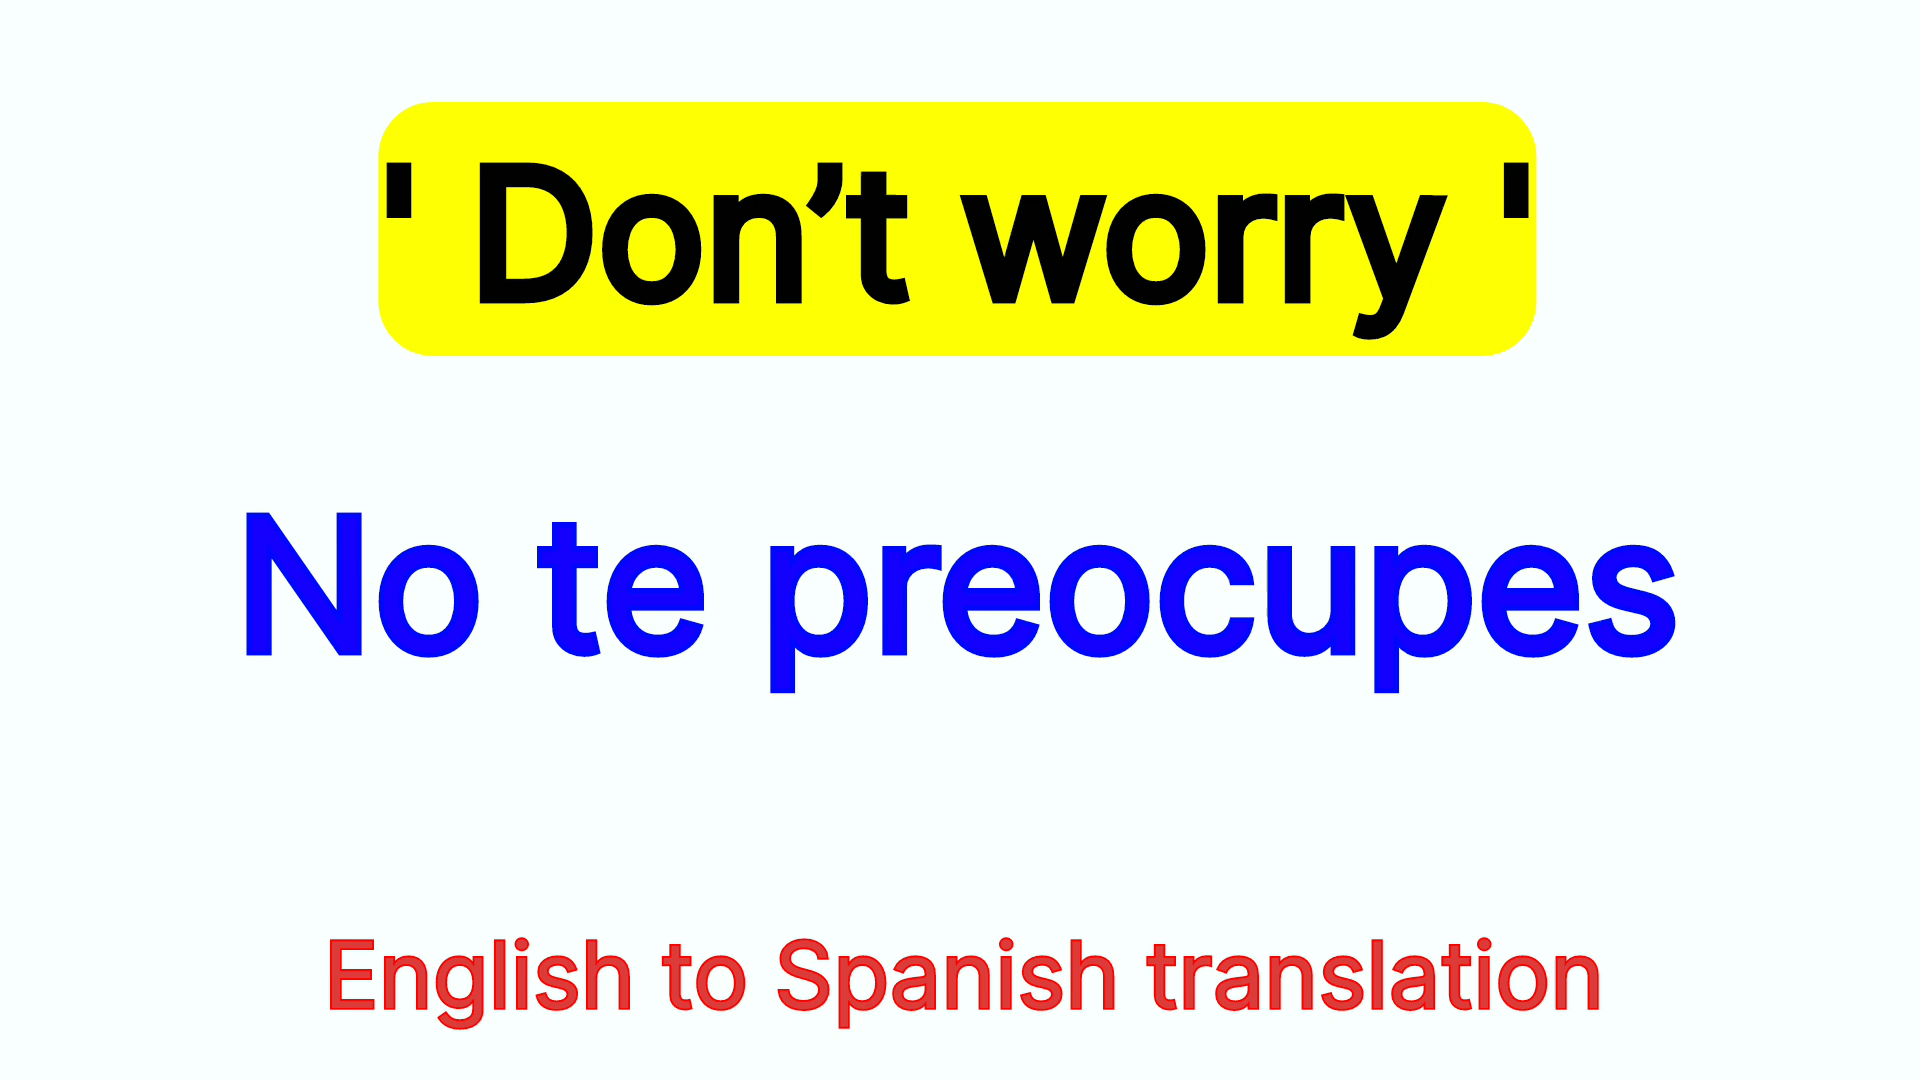 ' Don’t worry '
No te preocupes
English to Spanish translation